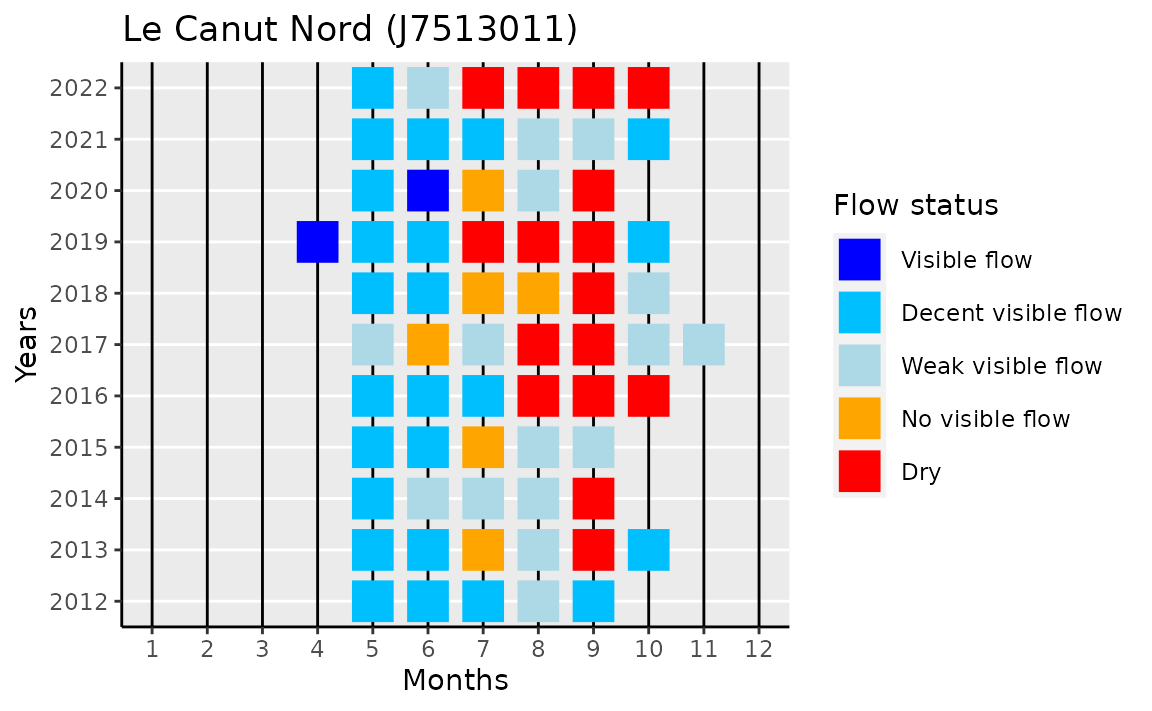 Le Canut Nord (J7513011)
Years
2022
2021
2020
2019
2018
2017
2016
2015
2014
2013
2012
1 2 3 4 5 6 7 8 9 10 11 12
Months
Flow status
Visible flow
Decent visible flow
Weak visible flow
No visible flow
Dry